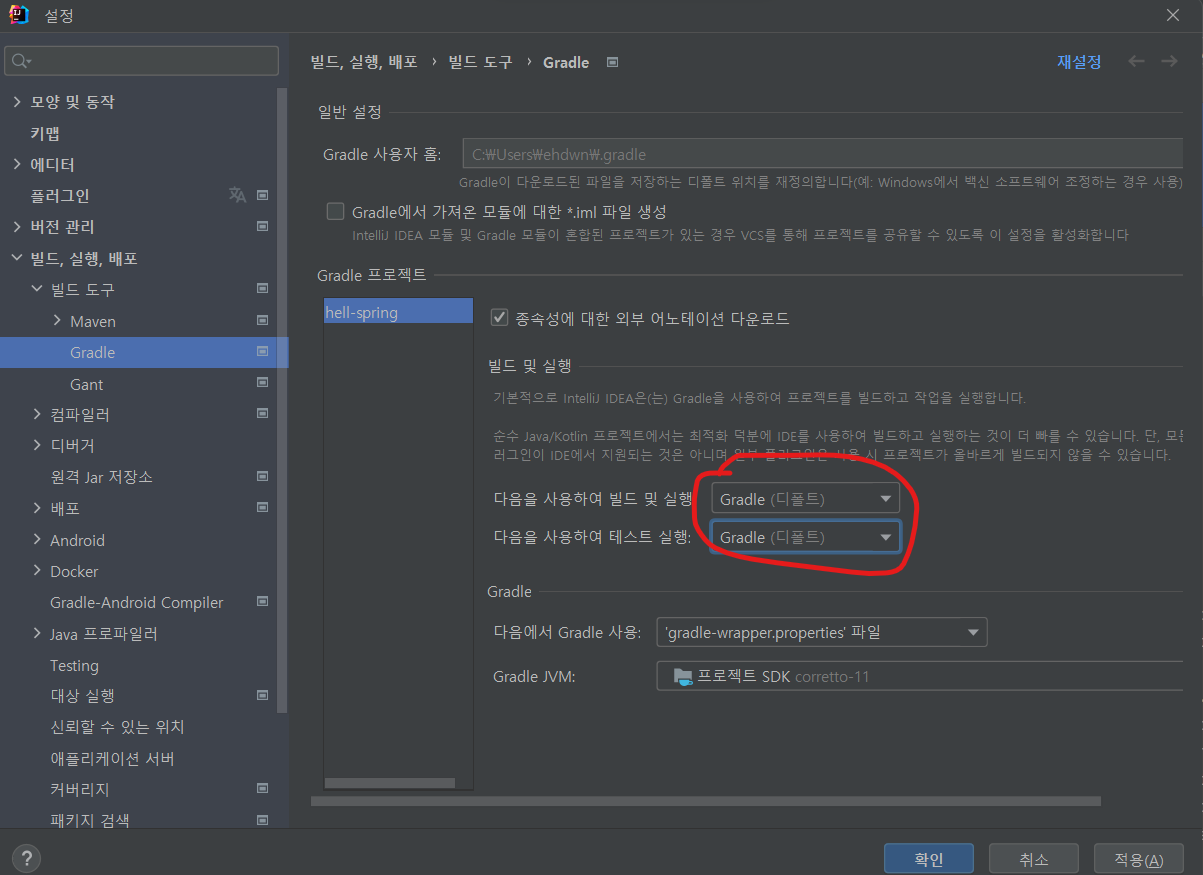 설정
빌드, 실행, 배포 › 빌드 도구 › Gradle
재설정
모양 및 동작
키맵
에디터
플러그인
버전 관리
빌드, 실행, 배포
빌드 도구
Maven
Gradle
Gant
컴파일러
디버거
원격 Jar 저장소
배포
Android
Docker
Gradle-Android Compiler
Java 프로파일러
Testing
대상 실행
신뢰할 수 있는 위치
애플리케이션 서버
커버리지
패키지 검색
일반 설정
Gradle 사용자 홈: C:₩Users₩ehdwn₩.gradle
Gradle이 다운로드된 파일을 저장하는 디폴트 위치를 재정의합니다(예: Windows에서 백신 소프트웨어 조정하는 경우 사용)
Gradle에서 가져온 모듈에 대한 *.iml 파일 생성
IntelliJ IDEA 모듈 및 Gradle 모듈이 혼합된 프로젝트가 있는 경우 VCS를 통해 프로젝트를 공유할 수 있도록 이 설정을 활성화합니다
Gradle 프로젝트
hell-spring
종속성에 대한 외부 어노테이션 다운로드
빌드 및 실행
기본적으로 IntelliJ IDEA은(는) Gradle을 사용하여 프로젝트를 빌드하고 작업을 실행합니다.
순수 Java/Kotlin 프로젝트에서는 최적화 덕분에 IDE를 사용하여 빌드하고 실행하는 것이 더 빠를 수 있습니다. 단, 모든
러그인이 IDE에서 지원되는 것은 아니며 일부 플러그인은 사용 시 프로젝트가 올바르게 빌드되지 않을 수 있습니다.
다음을 사용하여 빌드 및 실행 Gradle (디폴트)
다음을 사용하여 테스트 실행: Gradle (디폴트)
Gradle
다음에서 Gradle 사용: 'gradle-wrapper.properties' 파일
Gradle JVM: 프로젝트 SDK corretto-11
?
확인
취소
적용(A)